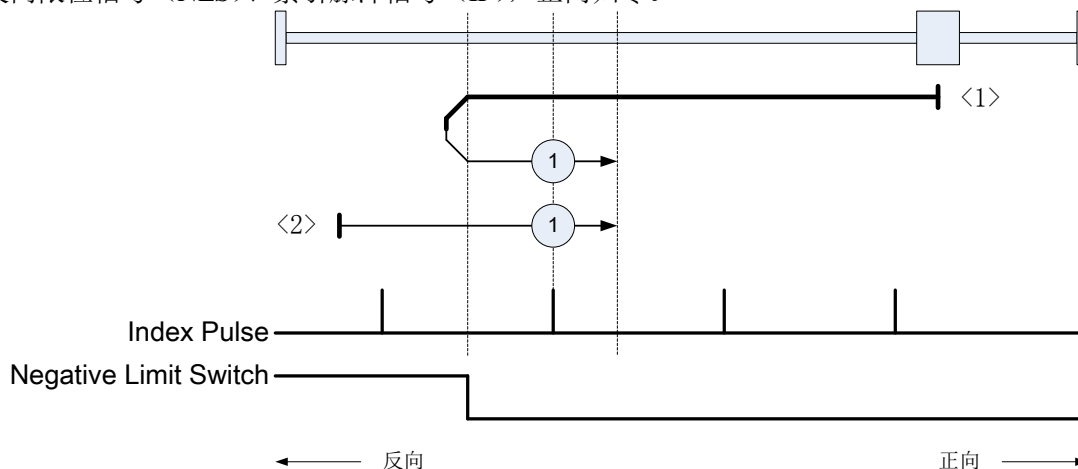 <1>
1
<2>
1
Index Pulse
Negative Limit Switch
反向
正向